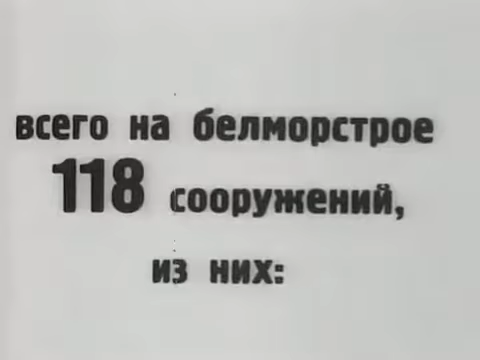 всего на белморстрое
118 сооружений,
из них: